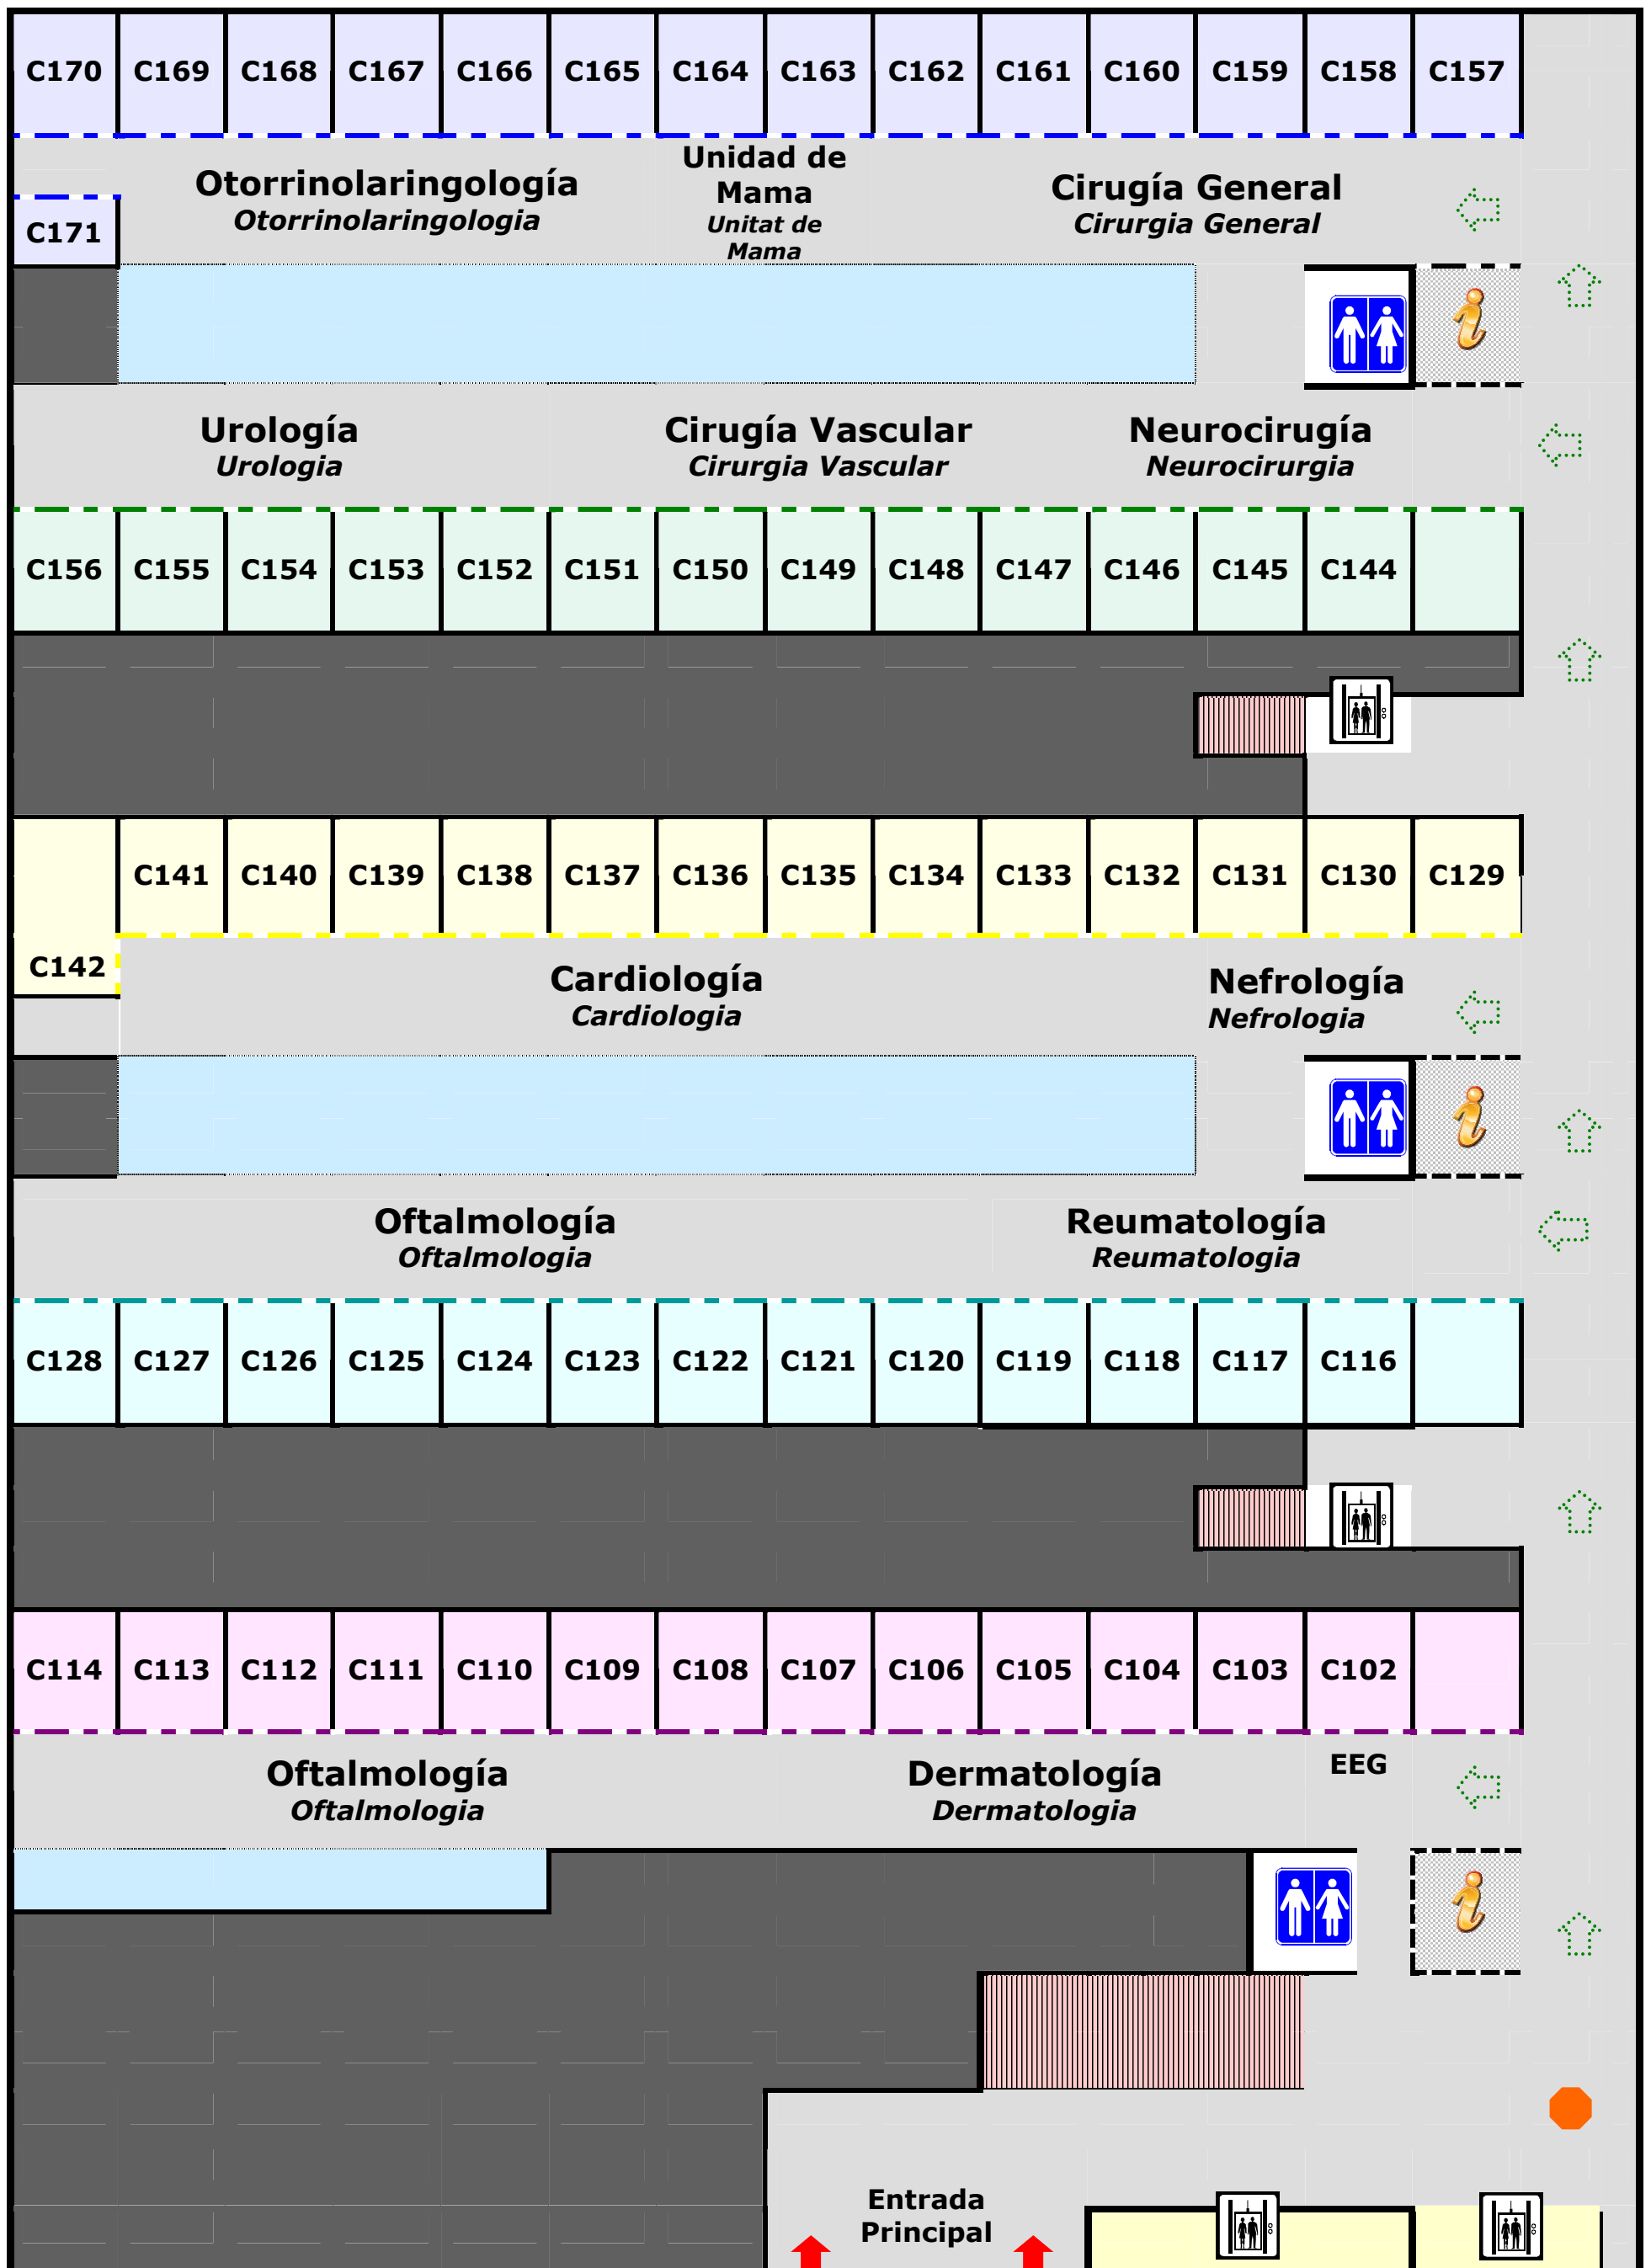 C170 C169 C168 C167 C166 C165 C164 C163 C162 C161 C160 C159 C158 C157
Otorrinolaringología
Otorrinolaringologia
Unidad de
Mama
Unitat de
Mama
Cirugía General
Cirurgia General
C171
Urología
Urologia
Cirugía Vascular
Cirurgia Vascular
Neurocirugía
Neurocirurgia
C156 C155 C154 C153 C152 C151 C150 C149 C148 C147 C146 C145 C144
C141 C140 C139 C138 C137 C136 C135 C134 C133 C132 C131 C130 C129
C142
Cardiología
Cardiologia
Nefrología
Nefrologia
Oftalmología
Oftalmologia
Reumatología
Reumatologia
C128 C127 C126 C125 C124 C123 C122 C121 C120 C119 C118 C117 C116
C114 C113 C112 C111 C110 C109 C108 C107 C106 C105 C104 C103 C102
Oftalmología
Oftalmologia
Dermatología
Dermatologia
EEG
Entrada
Principal